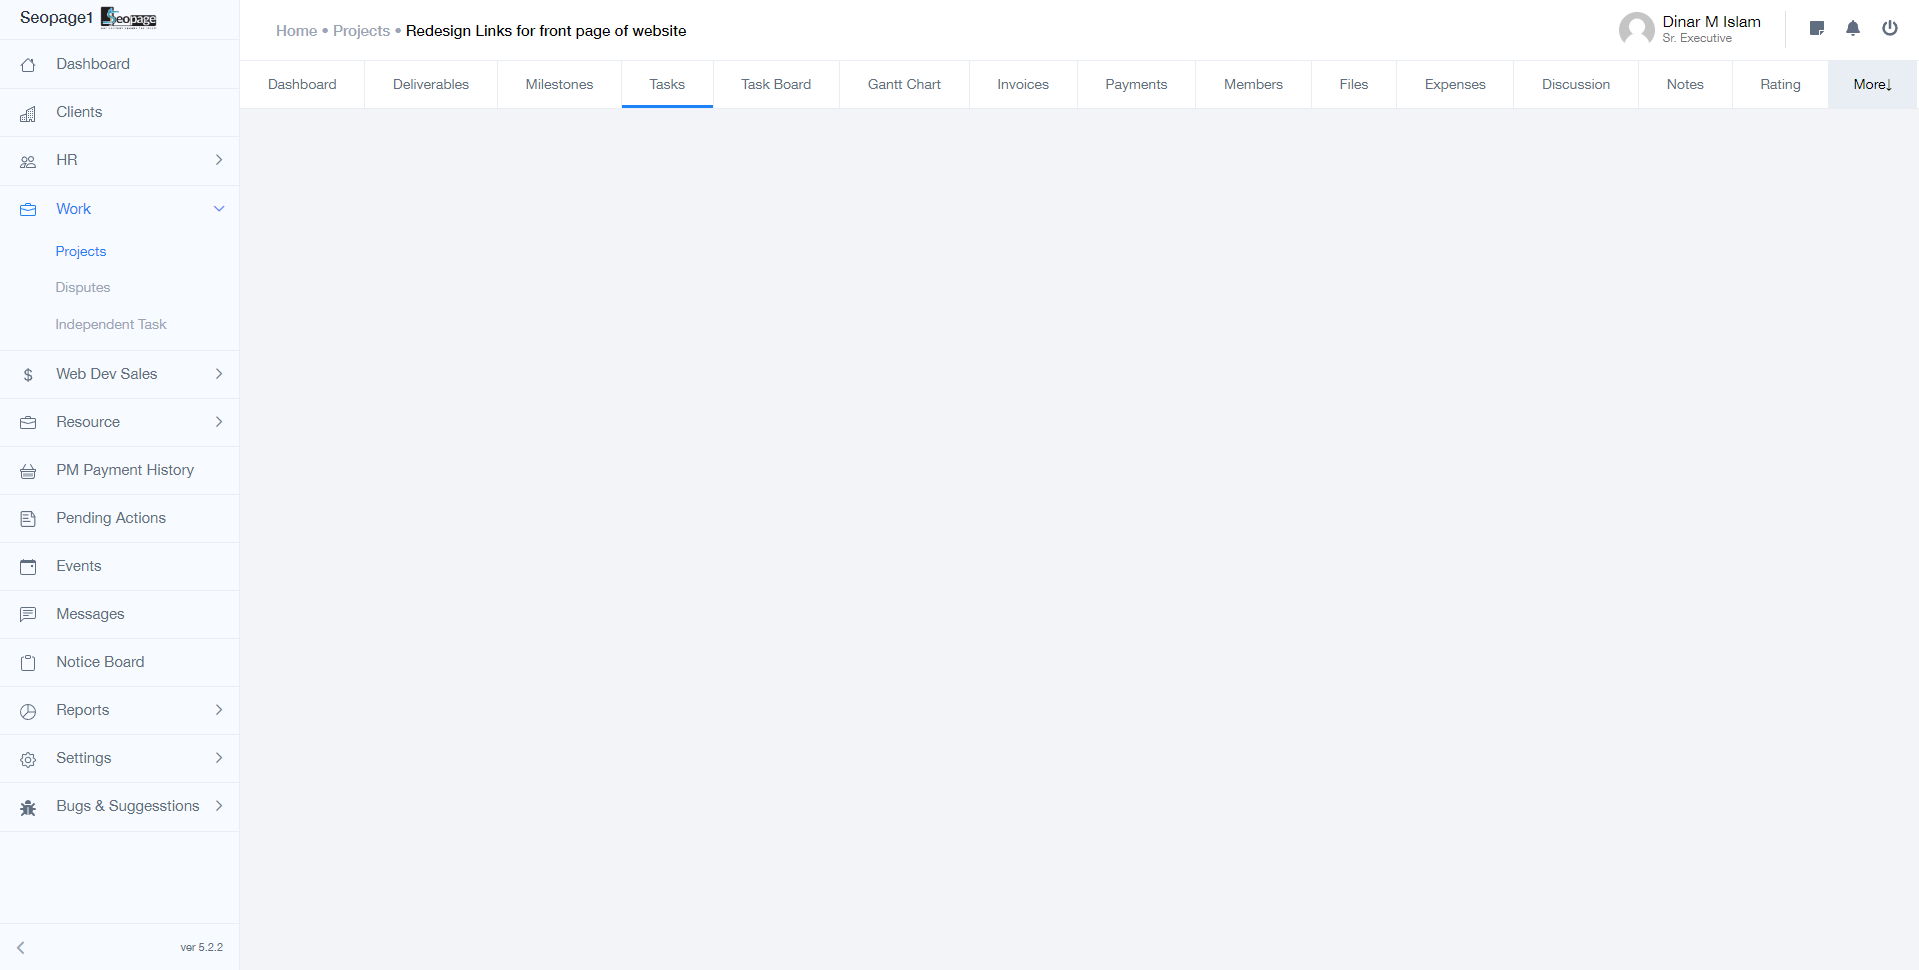 Seopage1 Seopage
Home • Projects • Redesign Links for front page of website
Dinar M Islam
Sr. Executive
Dashboard
Deliverables
Milestones
Tasks
Task Board
Gantt Chart
Invoices
Payments
Members
Files
Expenses
Discussion
Notes
Rating
More↓
Dashboard
Clients
HR
Work
Projects
Disputes
Independent Task
Web Dev Sales
Resource
PM Payment History
Pending Actions
Events
Messages
Notice Board
Reports
Settings
Bugs & Suggesstions
ver 5.2.2